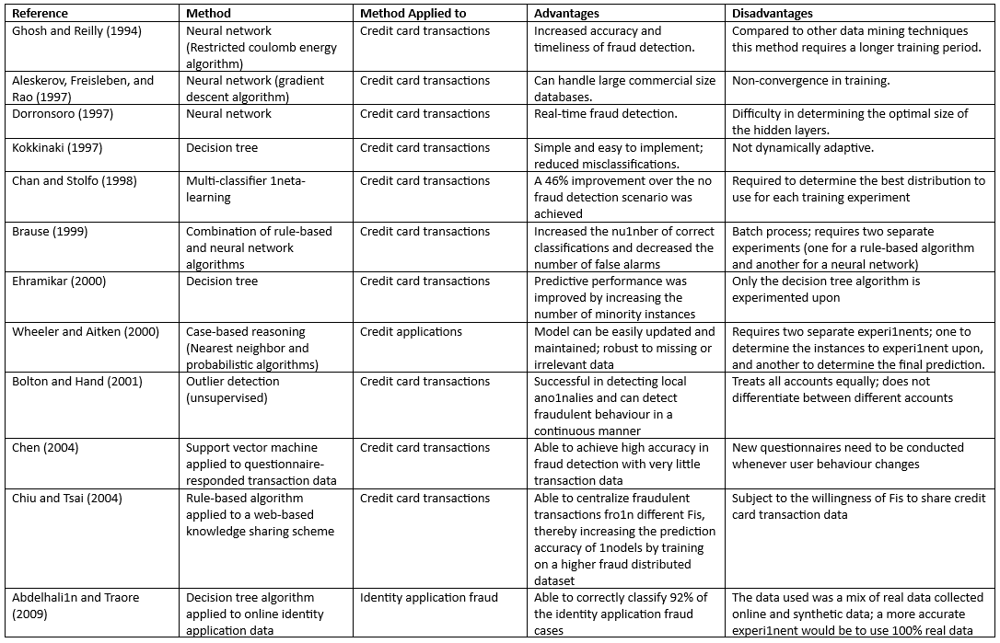 Reference Method Method Applied to Advantages Disadvantages
Ghosh and Reilly (1994)
Neural network
(Restricted coulomb energy
algorithm)
Credit card transactions
Increased accuracy and
timeliness of fraud detection.
Compared to other data mining techniques
this method requires a longer training period.
Aleskerov, Freisleben, and
Rao (1997)
Neural network (gradient
descent algorithm)
Credit card transactions
Can handle large commercial size
databases.
Non-convergence in training.
Dorronsoro (1997)
Neural network
Credit card transactions
Real-time fraud detection.
Difficulty in determining the optimal size of
the hidden layers.
Kokkinaki (1997)
Decision tree
Credit card transactions
Simple and easy to implement;
reduced misclassifications.
Not dynamically adaptive.
Chan and Stolfo (1998)
Multi-classifier 1neta-
learning
Credit card transactions
A 46% improvement over the no
fraud detection scenario was
achieved
Required to determine the best distribution to
use for each training experiment
Brause (1999)
Combination of rule-based
and neural network
algorithms
Credit card transactions
Increased the nu1nber of correct
classifications and decreased the
number of false alarms
Batch process; requires two separate
experiments (one for a rule-based algorithm
and another for a neural network)
Ehramikar (2000)
Decision tree
Credit card transactions
Predictive performance was
improved by increasing the
number of minority instances
Only the decision tree algorithm is
experimented upon
Wheeler and Aitken (2000)
Case-based reasoning
(Nearest neighbor and
probabilistic algorithms)
Credit applications
Model can be easily updated and
maintained; robust to missing or
irrelevant data
Requires two separate experi1nents; one to
determine the instances to experi1nent upon,
and another to determine the final prediction.
Bolton and Hand (2001)
Outlier detection
(unsupervised)
Credit card transactions
Successful in detecting local
ano1nalies and can detect
fraudulent behaviour in a
continuous manner
Treats all accounts equally; does not
differentiate between different accounts
Chen (2004)
Support vector machine
applied to questionnaire-
responded transaction data
Credit card transactions
Able to achieve high accuracy in
fraud detection with very little
transaction data
New questionnaires need to be conducted
whenever user behaviour changes
Chiu and Tsai (2004)
Rule-based algorithm
applied to a web-based
knowledge sharing scheme
Credit card transactions
Able to centralize fraudulent
transactions fro1n different Fis,
thereby increasing the prediction
accuracy of 1nodels by training
on a higher fraud distributed
dataset
Subject to the willingness of Fis to share credit
card transaction data
Abdelhali1n and Traore
(2009)
Decision tree algorithm
applied to online identity
application data
Identity application fraud
Able to correctly classify 92% of
the identity application fraud
cases
The data used was a mix of real data collected
online and synthetic data; a more accurate
experi1nent would be to use 100% real data